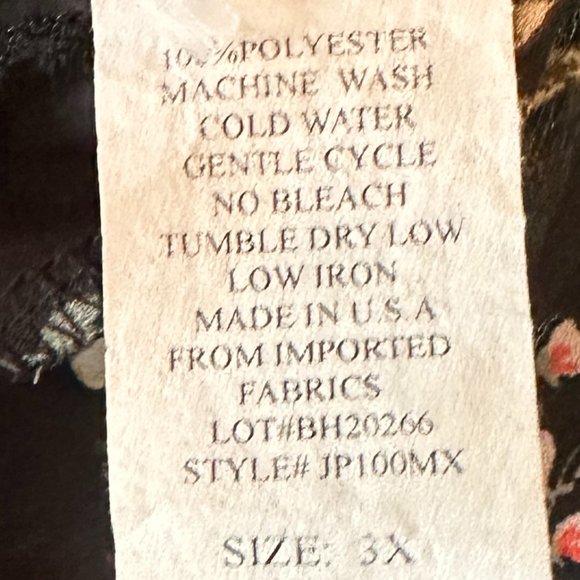 100%POLYESTER
MACHINE WASH
COLD WATER
GENTLE CYCLE
NO BLEACH
TUMBLE DRY LOW
LOW IRON
MADE IN U.S.A
FROM IMPORTED
FABRICS
LOT#BH20266
STYLE# JP100MX
SIZE: 3X